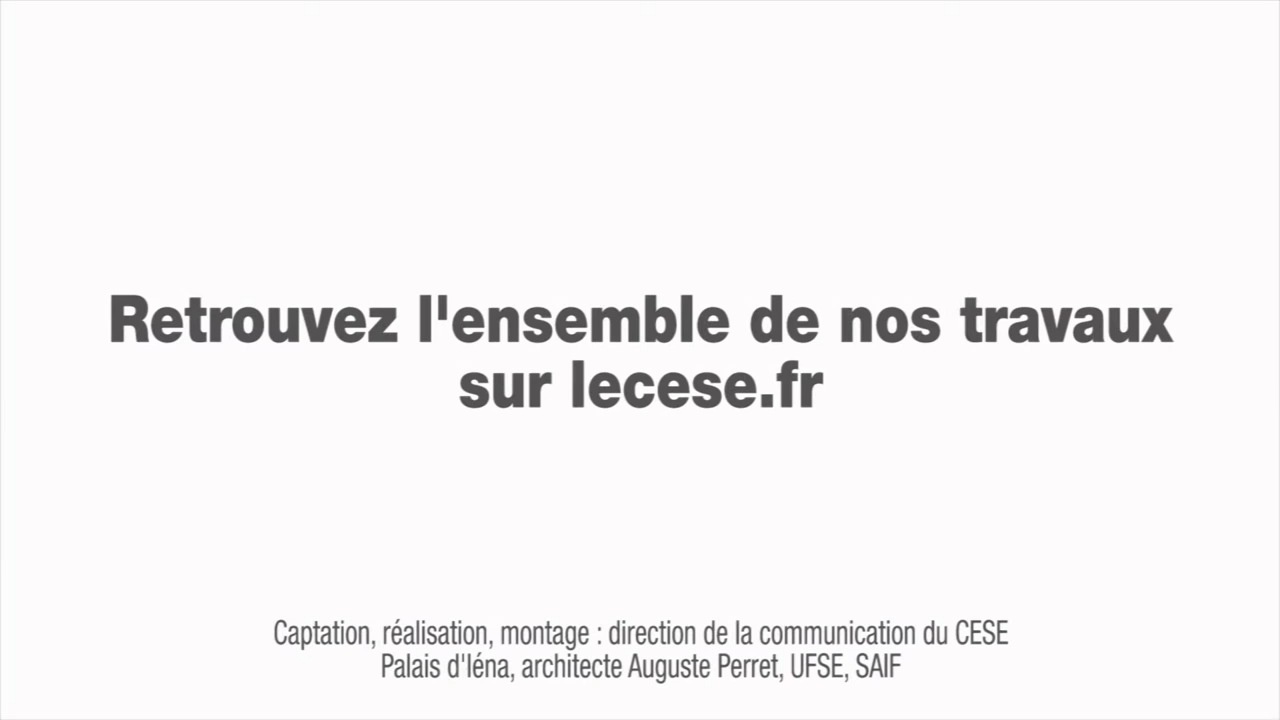 Retrouvez l'ensemble de nos travaux
sur lecese.fr
Captation, réalisation, montage : direction de la communication du CESE
Palais d'Iéna, architecte Auguste Perret, UFSE, SAIF